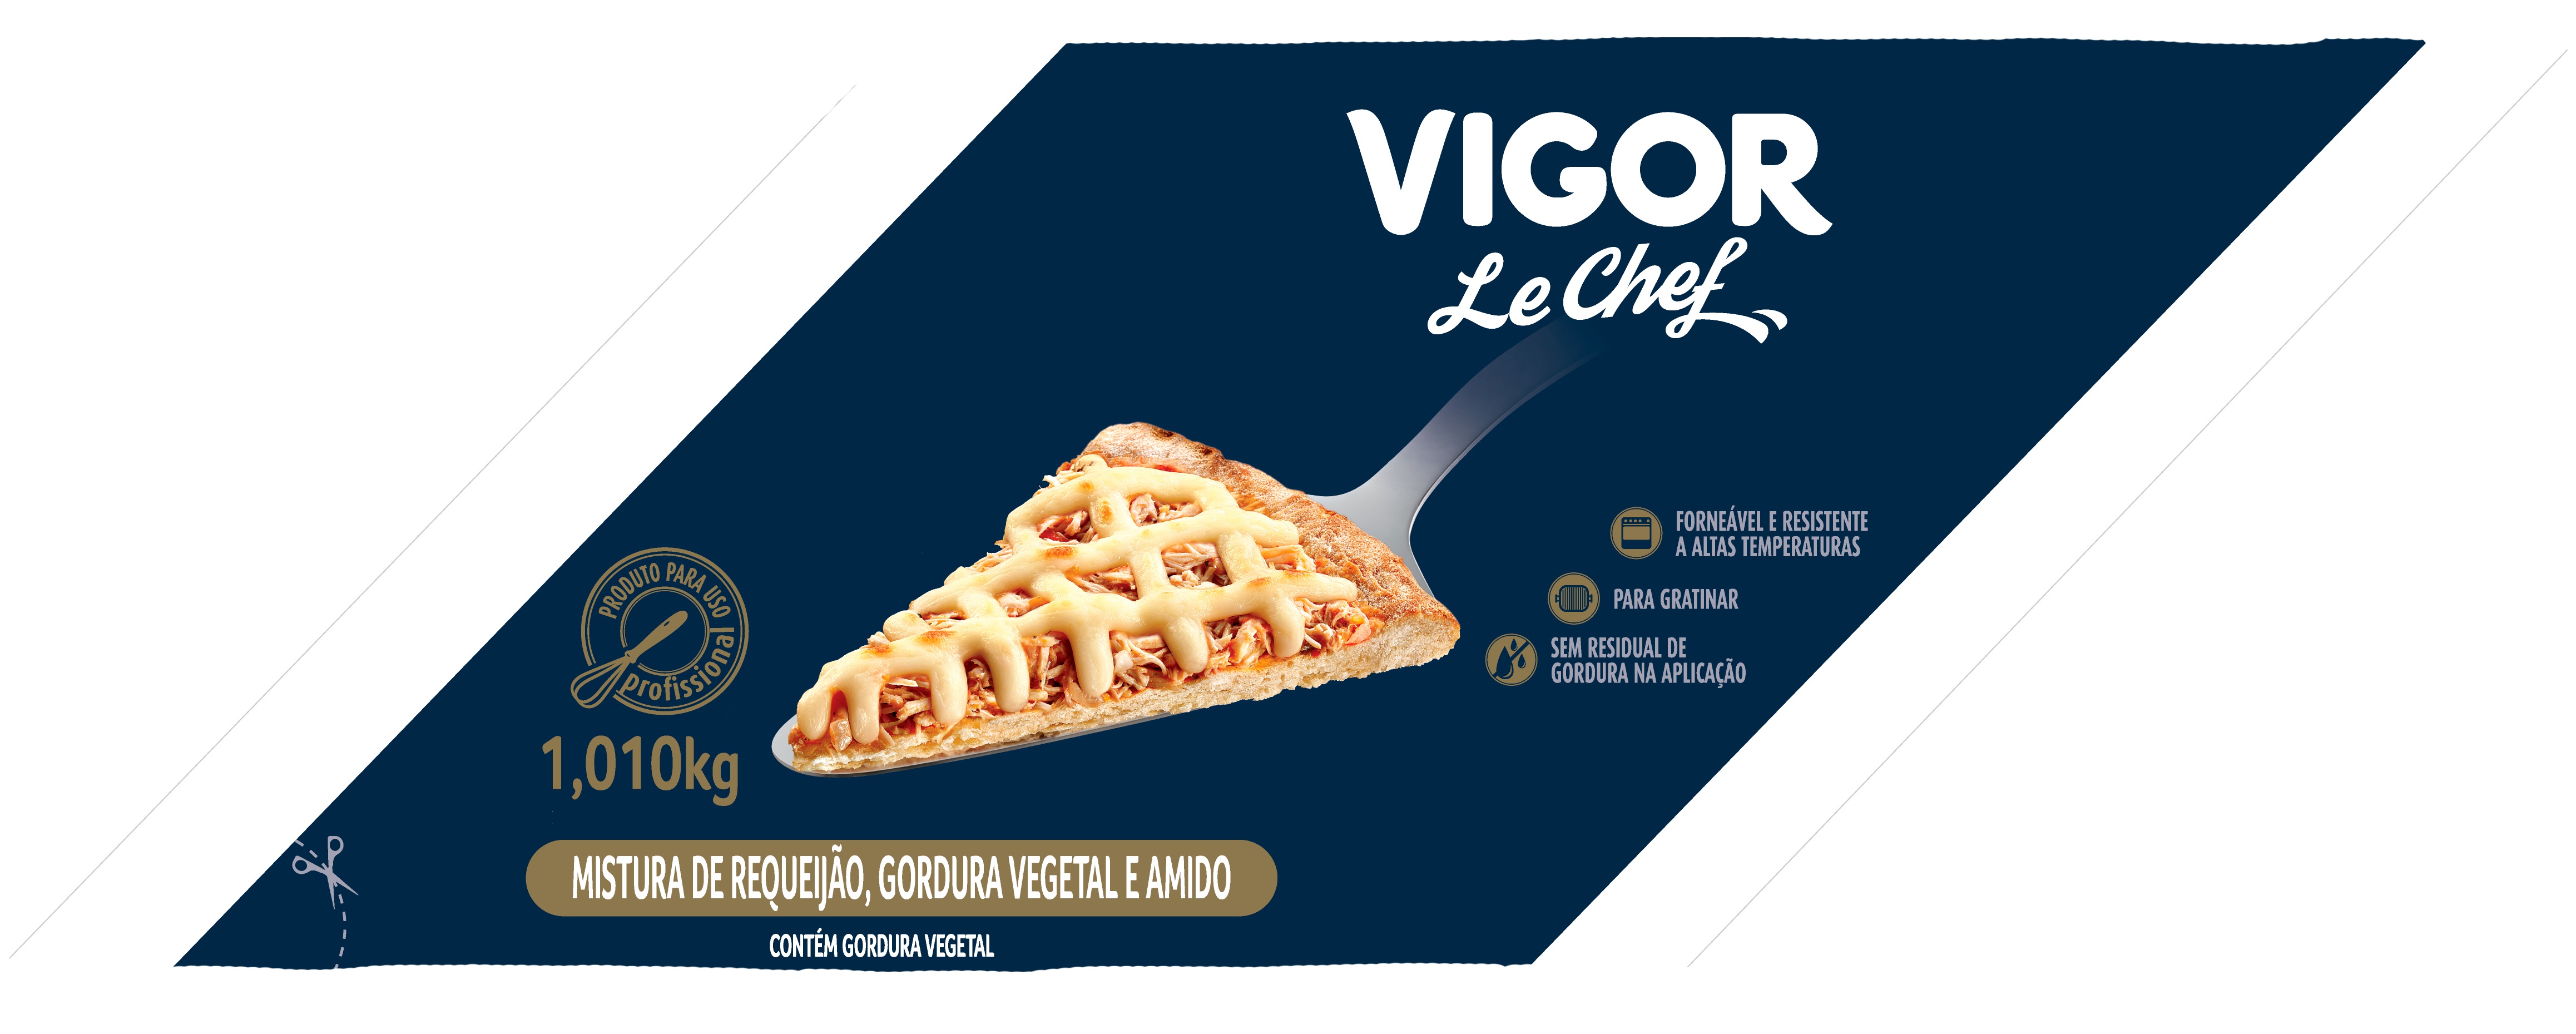 VIGOR
Le Chef
FORNEÁVEL E RESISTENTE
A ALTAS TEMPERATURAS
PARA GRATINAR
SEM RESIDUAL DE
GORDURA NA APLICAÇÃO
PRODUTO PARA USO
profissional
1,010kg
MISTURA DE REQUEIJÃO, GORDURA VEGETAL E AMIDO
CONTÉM GORDURA VEGETAL